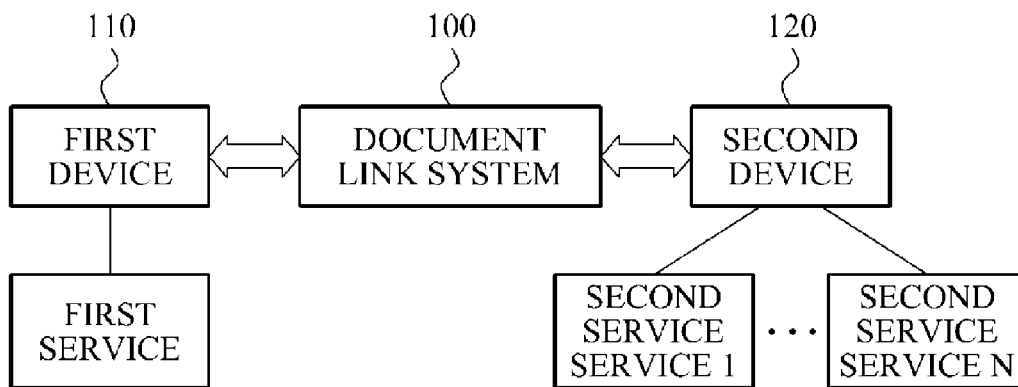 110
100
120
FIRST
DEVICE
DOCUMENT
LINK SYSTEM
SECOND
DEVICE
FIRST
SERVICE
SECOND
SERVICE
SERVICE 1
...
SECOND
SERVICE
SERVICE N